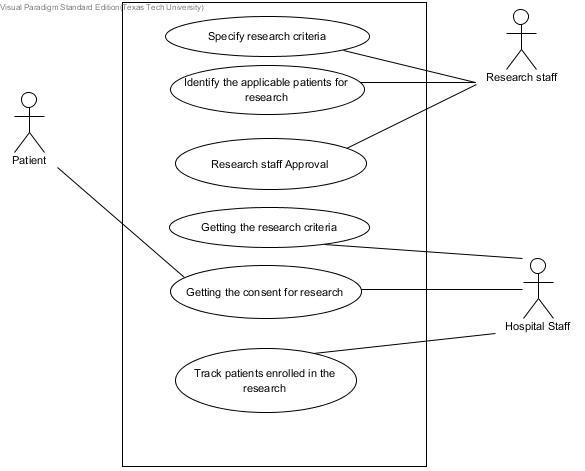 Visual Paradigm Standard Edition(Texas Tech University)
Specify research criteria
Research staff
Identify the applicable patients for
research
Patient
Research staff Approval
Getting the research criteria
Getting the consent for research
Hospital Staff
Track patients enrolled in the
research